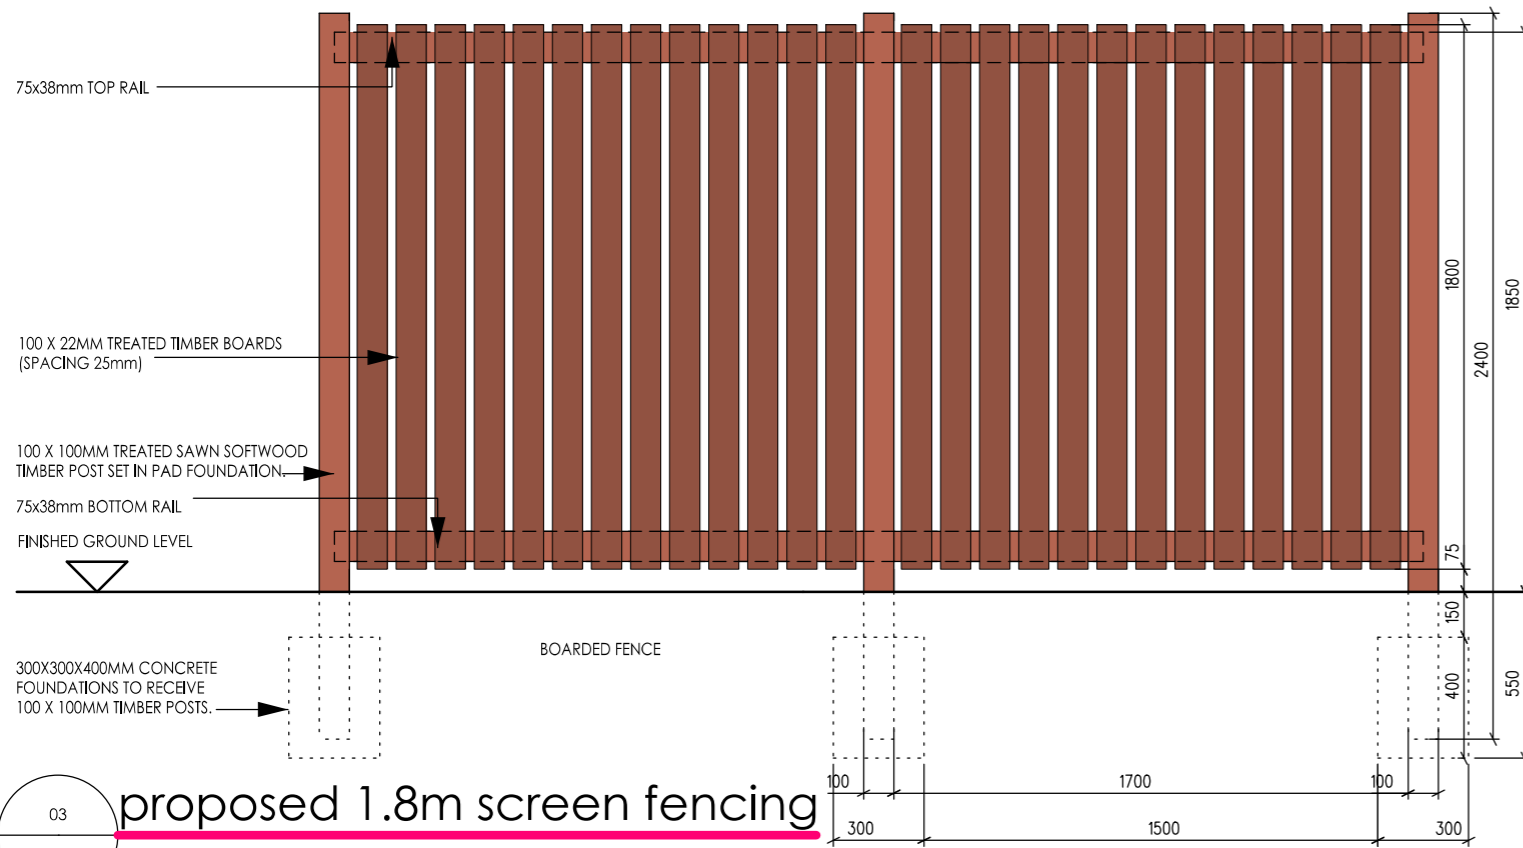 75x38mm TOP RAIL
100 X 22MM TREATED TIMBER BOARDS
(SPACING 25mm)
100 X 100MM TREATED SAWN SOFTWOOD
TIMBER POST SET IN PAD FOUNDATION.
75x38mm BOTTOM RAIL
FINISHED GROUND LEVEL
BOARDED FENCE
300X300X400MM CONCRETE
FOUNDATIONS TO RECEIVE
100 X 100MM TIMBER POSTS.
1800
1850
2400
75
150
400
550
100
1700
100
300
1500
300
03
proposed 1.8m screen fencing